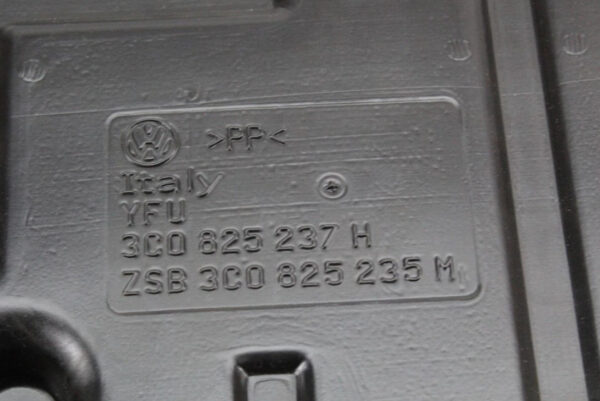 >PP<
Italy
YFU
3C0 825 237 H
ZSB 3C0 825 235 M